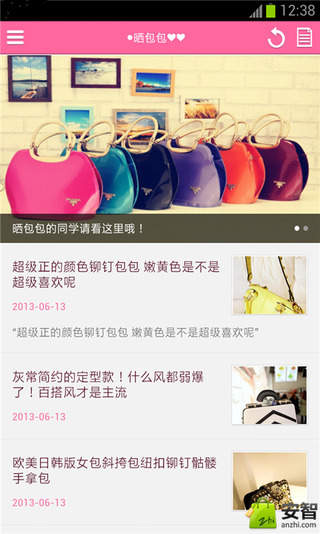 12:38
●晒包包♥♥
晒包包的同学请看这里哦！
超级正的颜色铆钉包包 嫩黄色是不是
超级喜欢呢
2013-06-13
“超级正的颜色铆钉包包 嫩黄色是不是超级喜欢呢
灰常简约的定型款！什么风都弱爆
了！百搭风才是主流
2013-06-13
欧美日韩版女包斜挎包纽扣铆钉骷髅
手拿包
2013-06-13
安智
anzhi.com